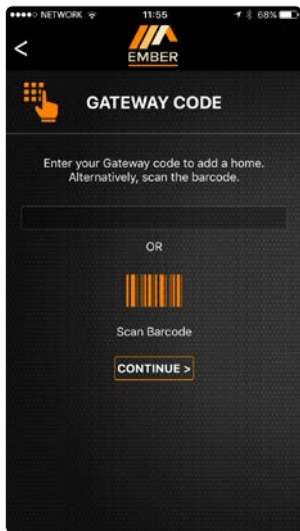 NETWORK 11:55 68%
<
EMBER
GATEWAY CODE
Enter your Gateway code to add a home.
Alternatively, scan the barcode.
OR
Scan Barcode
CONTINUE >